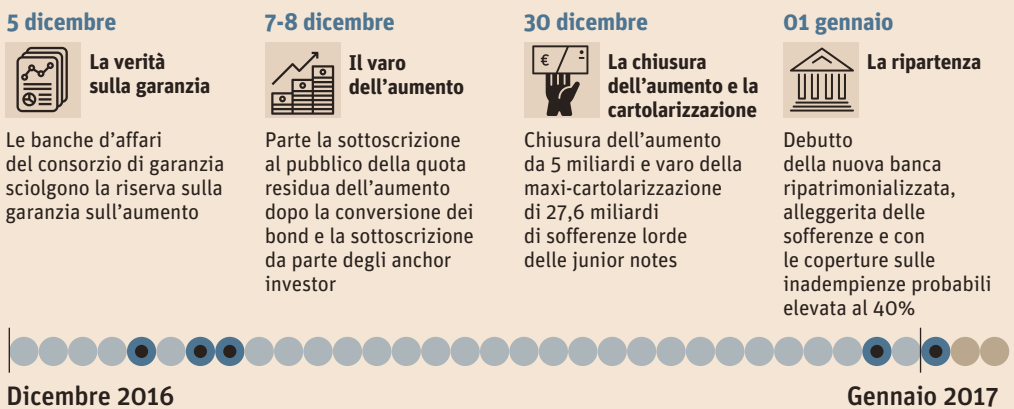 5 dicembre
La verità
sulla garanzia
Le banche d'affari
del consorzio di garanzia
sciolgono la riserva sulla
garanzia sull'aumento
7-8 dicembre
Il varo
dell'aumento
Parte la sottoscrizione
al pubblico della quota
residua dell'aumento
dopo la conversione dei
bond e la sottoscrizione
da parte degli anchor
investor
30 dicembre
€
La chiusura
dell'aumento e la
cartolarizzazione
Chiusura dell'aumento
da 5 miliardi e varo della
maxi-cartolarizzazione
di 27,6 miliardi
di sofferenze lorde
delle junior notes
01 gennaio
La ripartenza
Debutto
della nuova banca
ripatrimonializzata,
alleggerita delle
sofferenze e con
le coperture sulle
inadempienze probabili
elevata al 40%
Dicembre 2016
Gennaio 2017